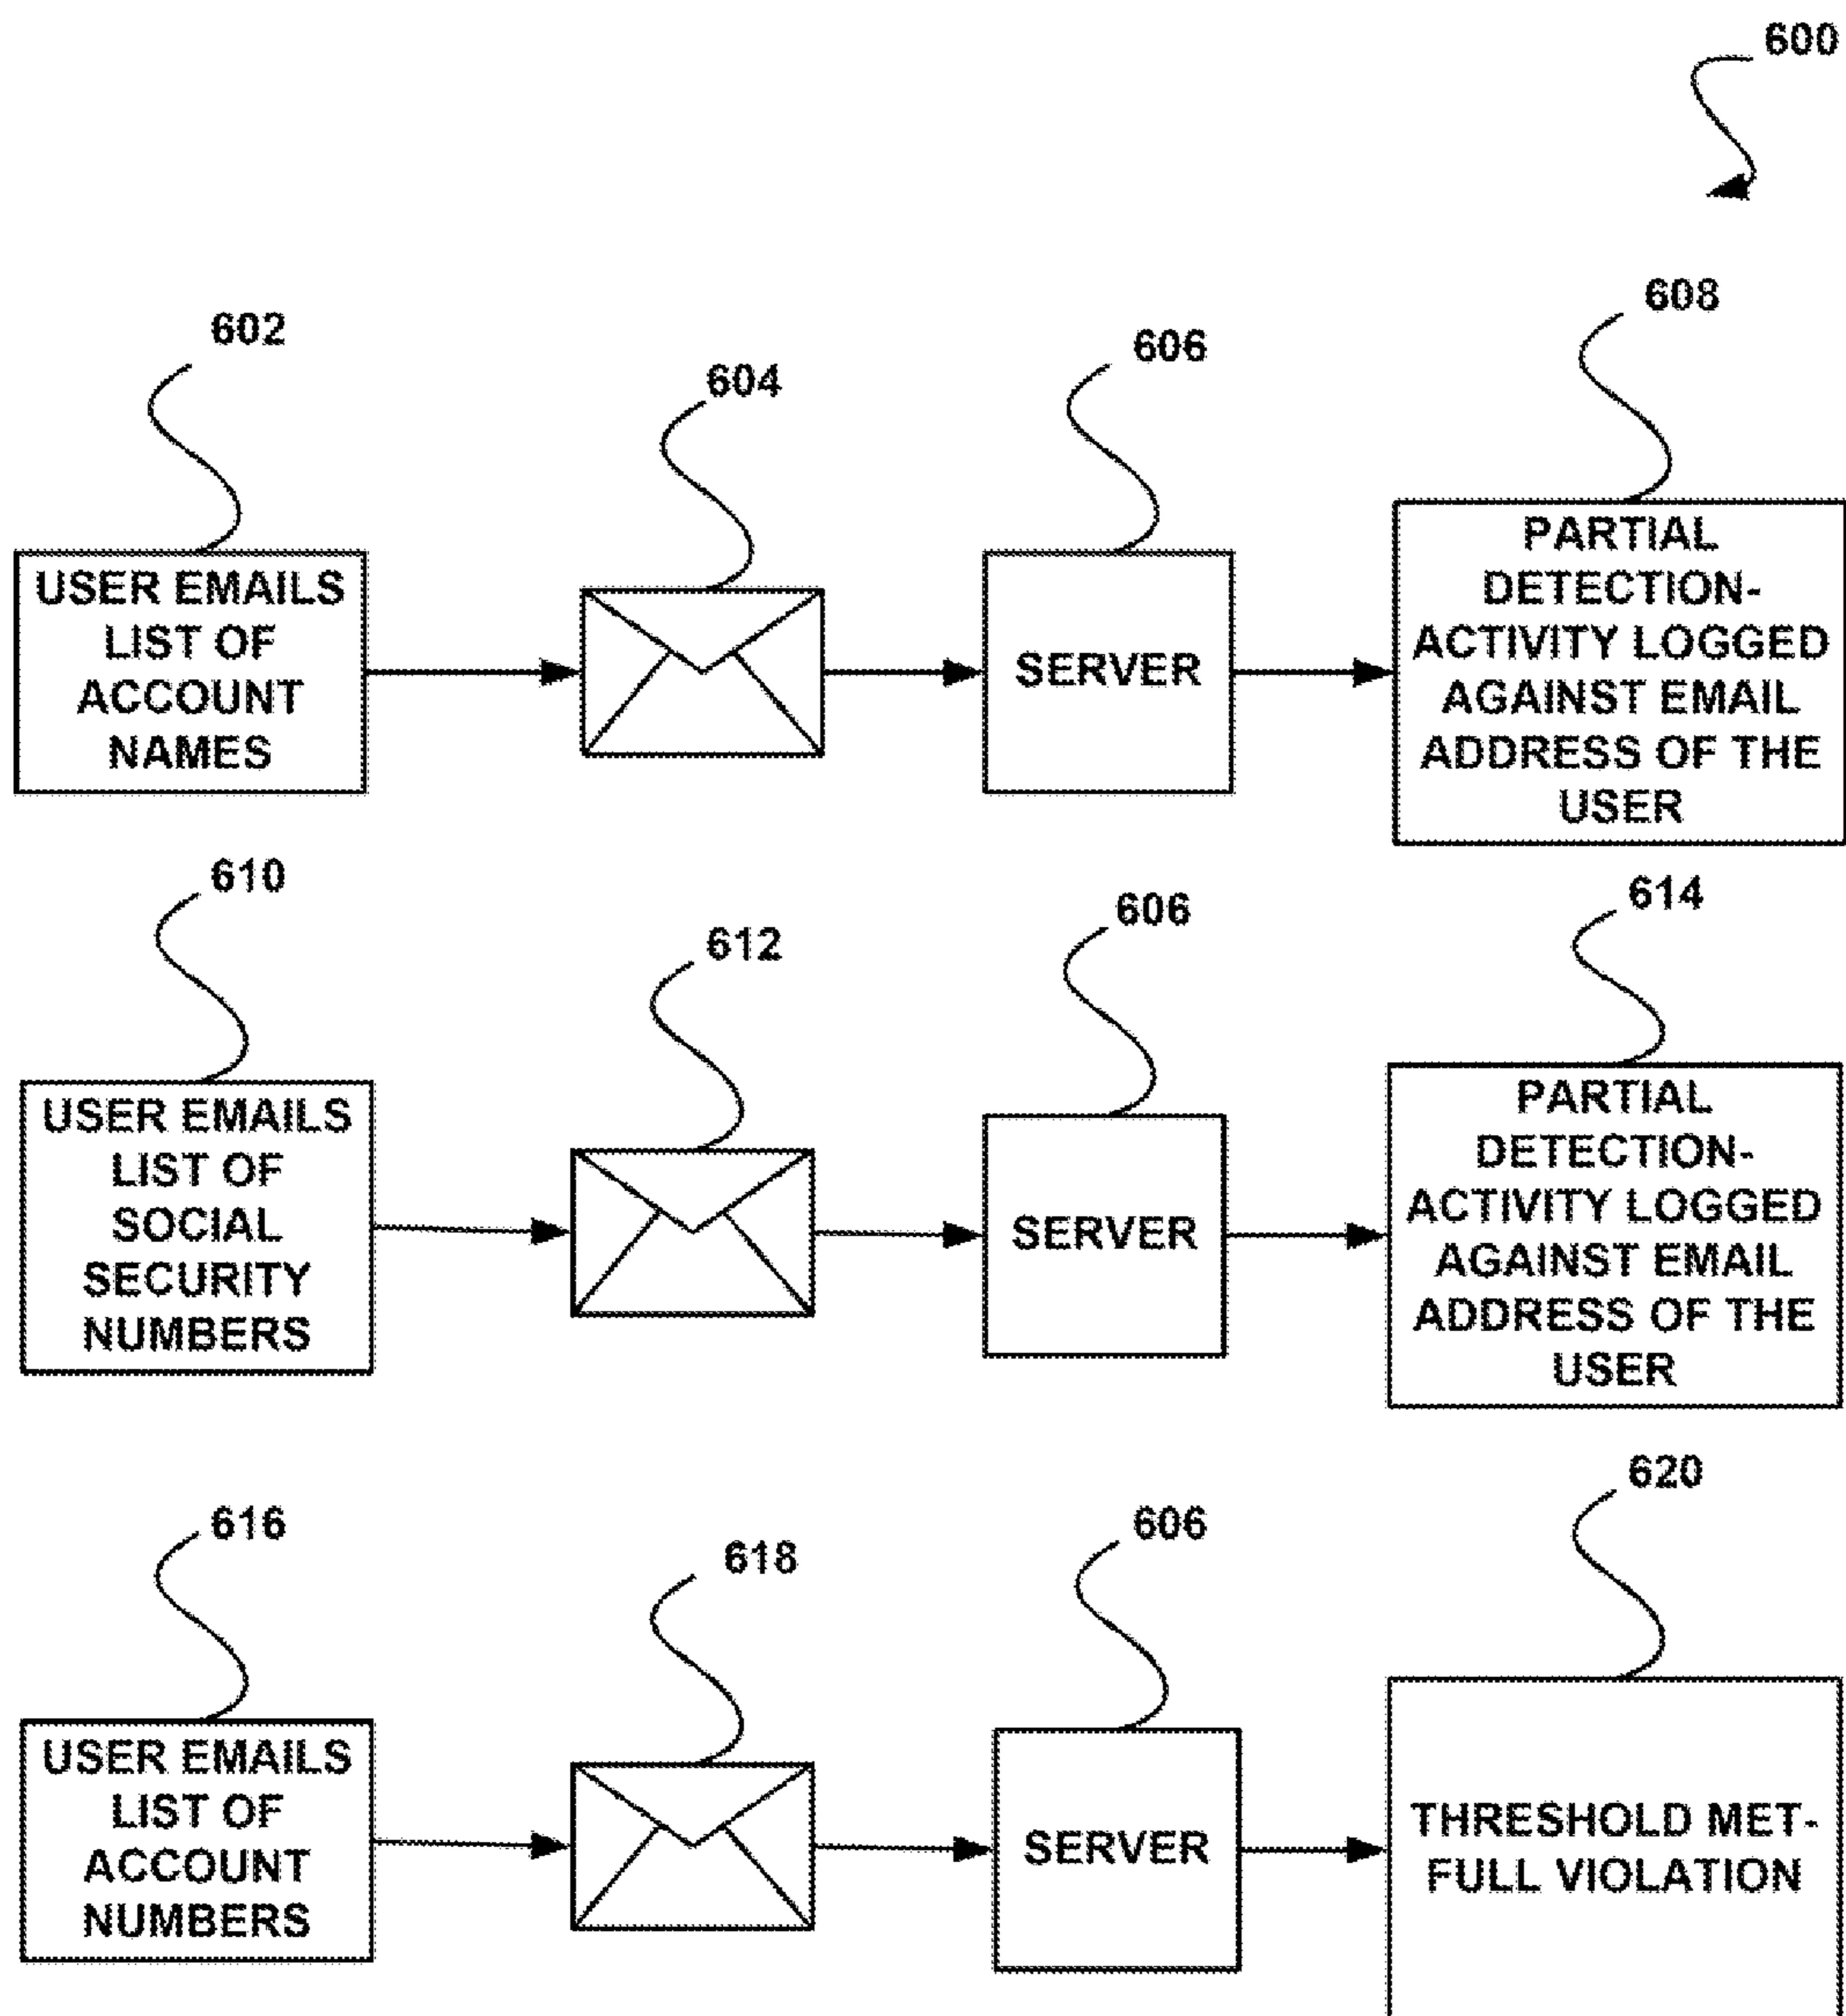 600
602
604
606
608
USER EMAILS
LIST OF
ACCOUNT
NAMES
SERVER
PARTIAL
DETECTION-
ACTIVITY LOGGED
AGAINST EMAIL
ADDRESS OF THE
USER
610
612
606
614
USER EMAILS
LIST OF
SOCIAL
SECURITY
NUMBERS
SERVER
PARTIAL
DETECTION-
ACTIVITY LOGGED
AGAINST EMAIL
ADDRESS OF THE
USER
616
618
606
620
USER EMAILS
LIST OF
ACCOUNT
NUMBERS
SERVER
THRESHOLD MET-
FULL VIOLATION